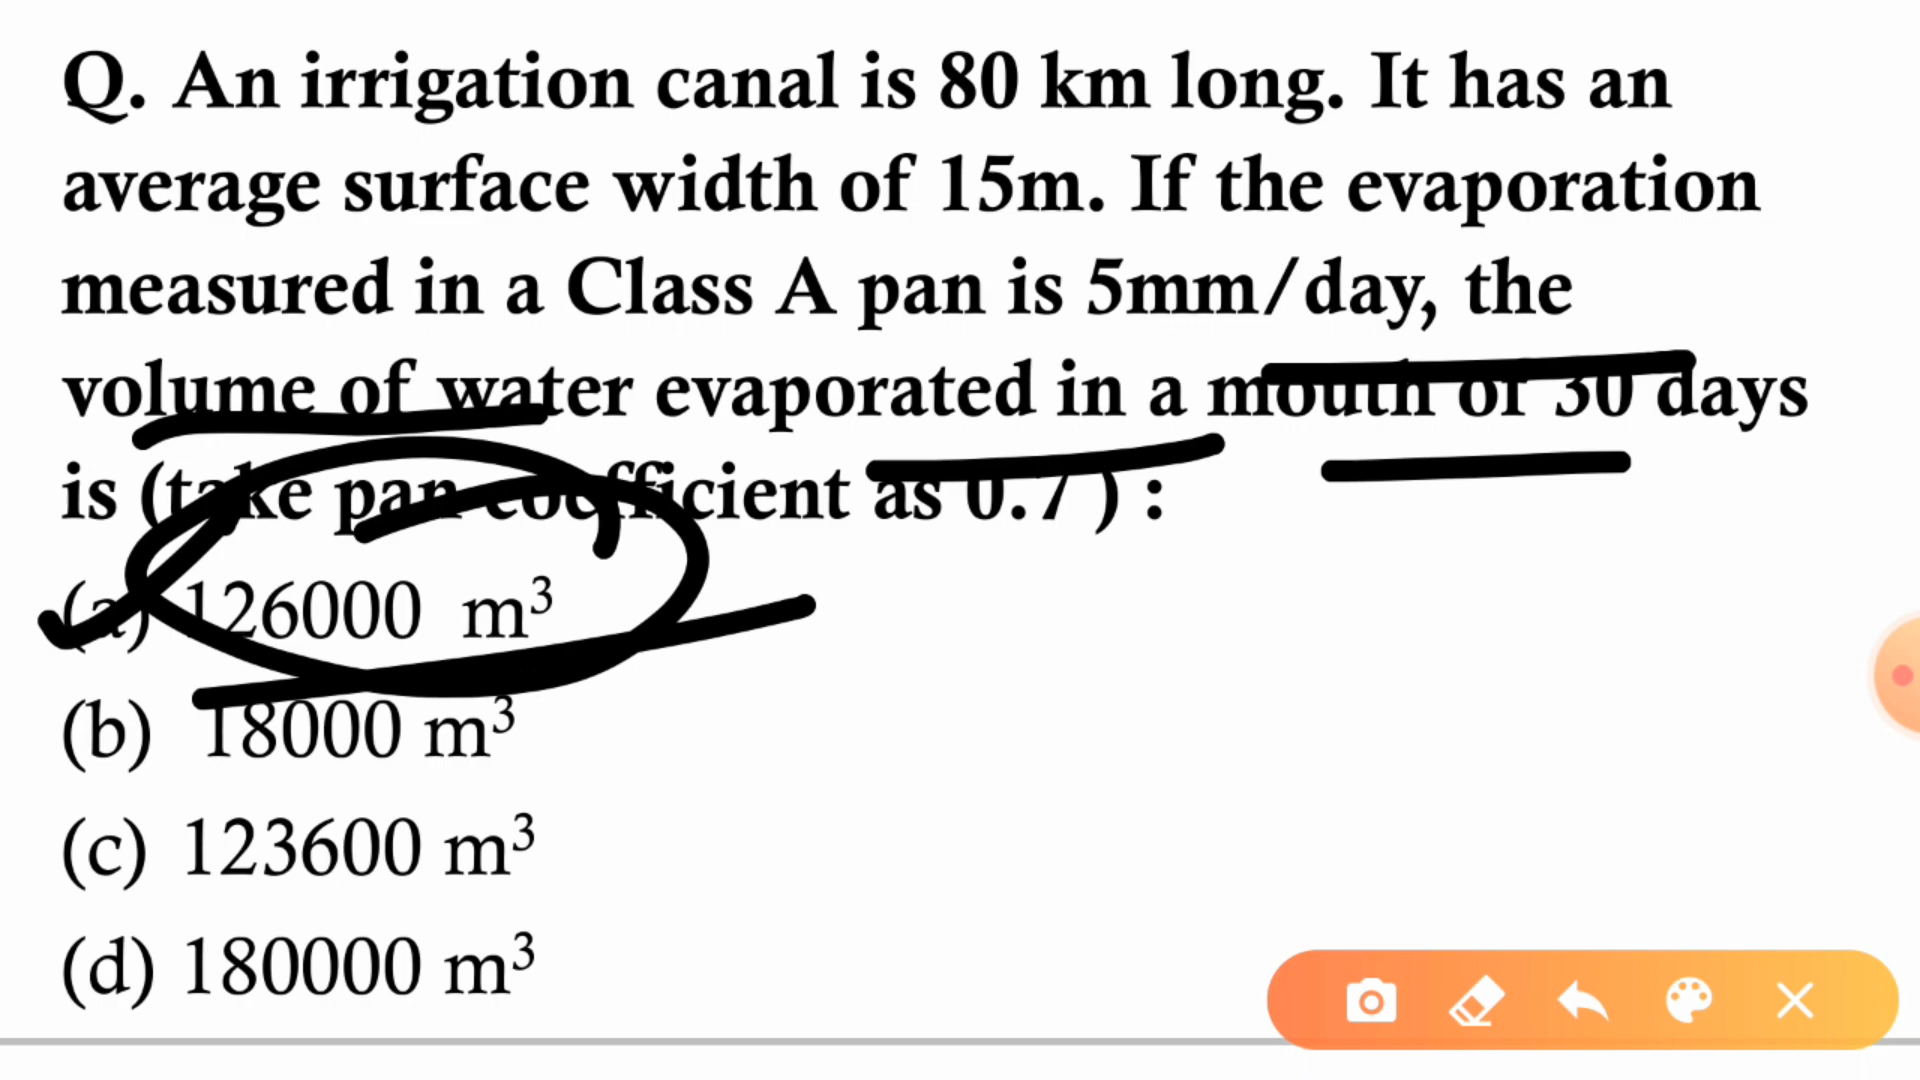 Q. An irrigation canal is 80 km long. It has an
average surface width of 15m. If the evaporation
measured in a Class A pan is 5mm/day, the
volume of water evaporated in a mouth of 30 days
is (take pan coefficient as 0.7) :
(a) 126000 m³
(b) 18000 m³
(c) 123600 m³
(d) 180000 m³